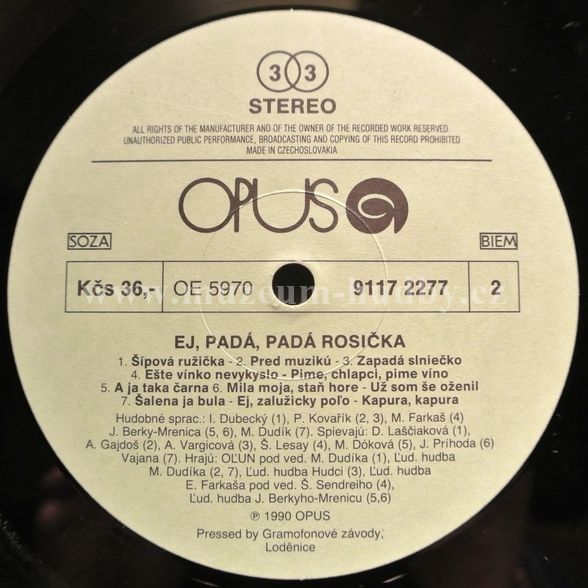 3 3
STEREO
ALL RIGHTS OF THE MANUFACTURER AND OF THE OWNER OF THE RECORDED WORK RESERVED.
UNAUTHORIZED PUBLIC PERFORMANCE, BROADCASTING AND COPYING OF THIS RECORD PROHIBITED
MADE IN CZECHOSLOVAKIA
OPUS
SOZA BIEM
Kčs 36,- OE 5970 9117 2277 2
www.muzeum-hudby.cz
EJ, PADÁ, PADÁ ROSIČKA
1. Šípová ružička - 2. Pred muzikú - 3. Zapadá slniečko
4. Ešte vínko nevykyslo - Pime, chlapci, pime víno
5. A ja taka čarna 6. Mila moja, staň hore - Už som še oženil
7. Šalena ja bula - Ej, zalužicky poľo - Kapura, kapura
Hudobné sprac.: I. Dubecký (1), P. Kovařík (2, 3), M. Farkaš (4)
J. Berky-Mrenica (5, 6), M. Dudík (7). Spievajú: D. Laščiaková (1),
A. Gajdoš (2), A. Vargicová (3), Š. Lesay (4), M. Dóková (5), J. Príhoda (6)
Vajana (7). Hrajú: OĽUN pod ved. M. Dudíka (1), Ľud. hudba
M. Dudíka (2, 7), Ľud. hudba Hudci (3), Ľud. hudba
E. Farkaša pod ved. Š. Sendreiho (4),
Ľud. hudba J. Berkyho-Mrenicu (5,6)
℗ 1990 OPUS
Pressed by Gramofonové závody,
Loděnice